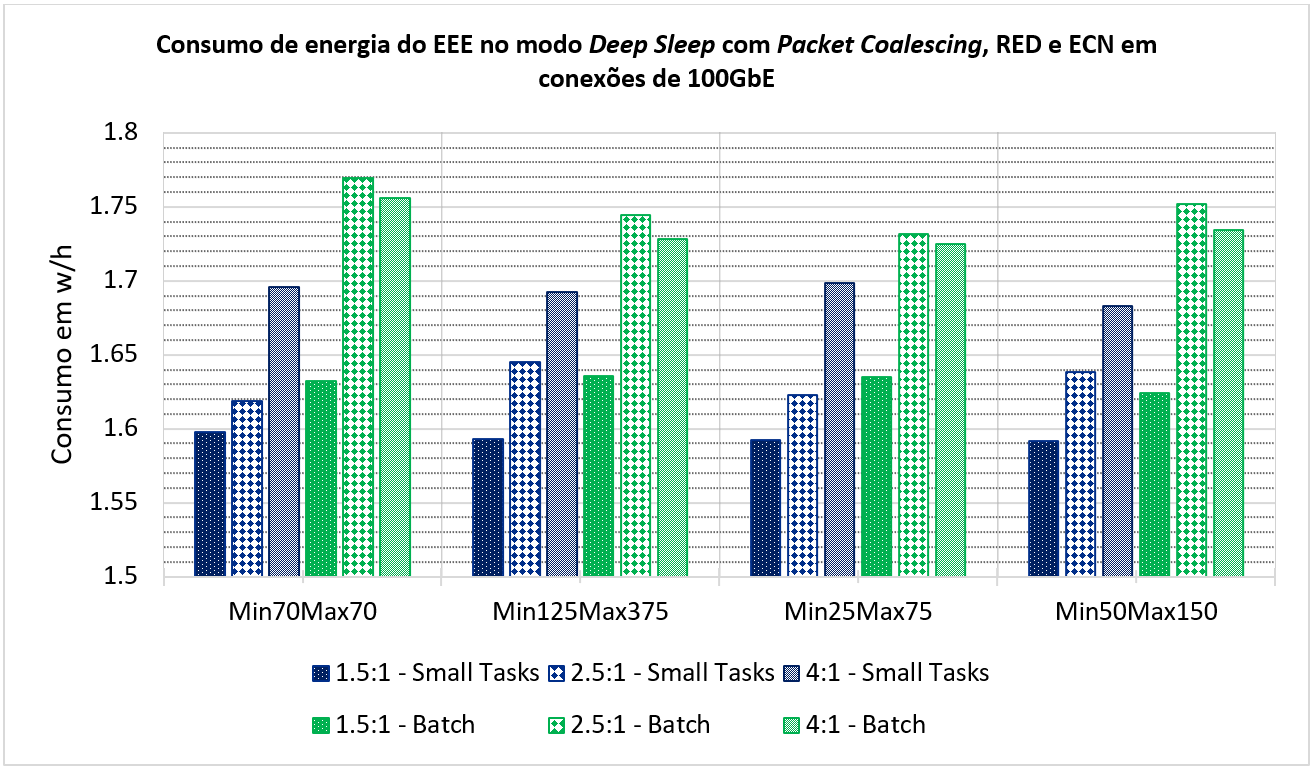 Consumo de energia do EEE no modo Deep Sleep com Packet Coalescing, RED e ECN em
conexões de 100GbE
Consumo em w/h
1.8
1.75
1.7
1.65
1.6
1.55
1.5
Min70Max70 Min125Max375 Min25Max75 Min50Max150
1.5:1 - Small Tasks 2.5:1 - Small Tasks 4:1 - Small Tasks
1.5:1 - Batch 2.5:1 - Batch 4:1 - Batch